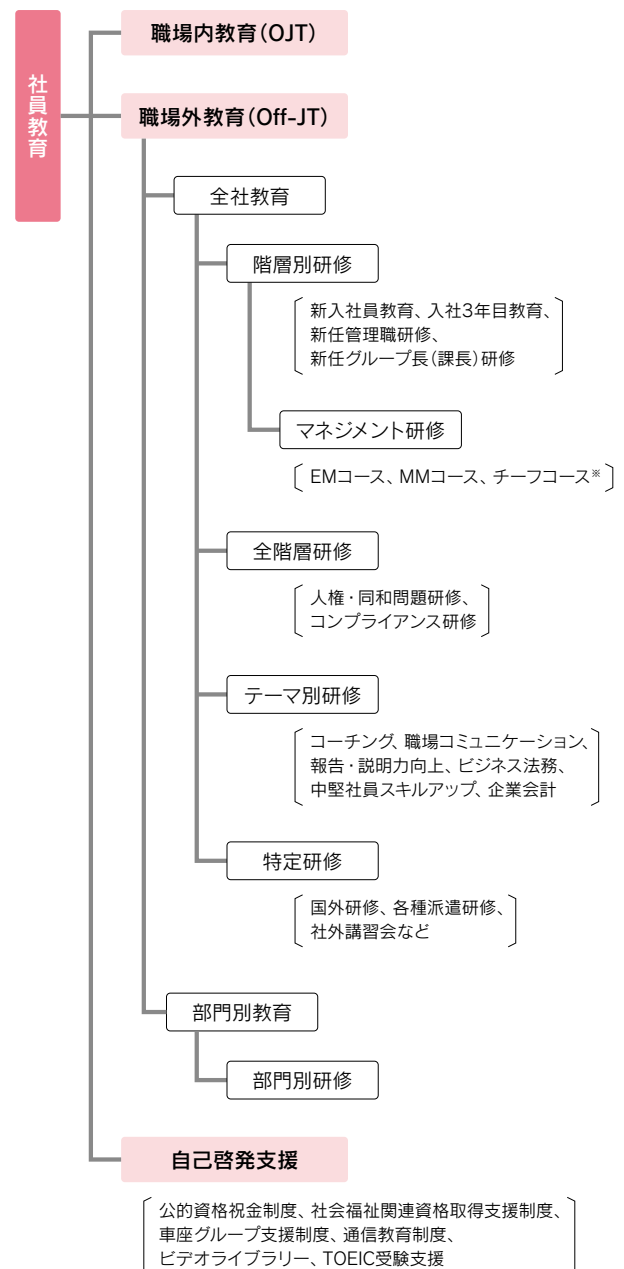 社員教育
職場内教育（OJT）
職場外教育（Off-JT）
全社教育
階層別研修
新入社員教育、入社3年目教育、
新任管理職研修、
新任グループ長（課長）研修
マネジメント研修
EMコース、MMコース、チーフコース※
全階層研修
人権・同和問題研修、
コンプライアンス研修
テーマ別研修
コーチング、職場コミュニケーション、
報告・説明力向上、ビジネス法務、
中堅社員スキルアップ、企業会計
特定研修
国外研修、各種派遣研修、
社外講習会など
部門別教育
部門別研修
自己啓発支援
公的資格祝金制度、社会福祉関連資格取得支援制度、
車座グループ支援制度、通信教育制度、
ビデオライブラリー、TOEIC受験支援